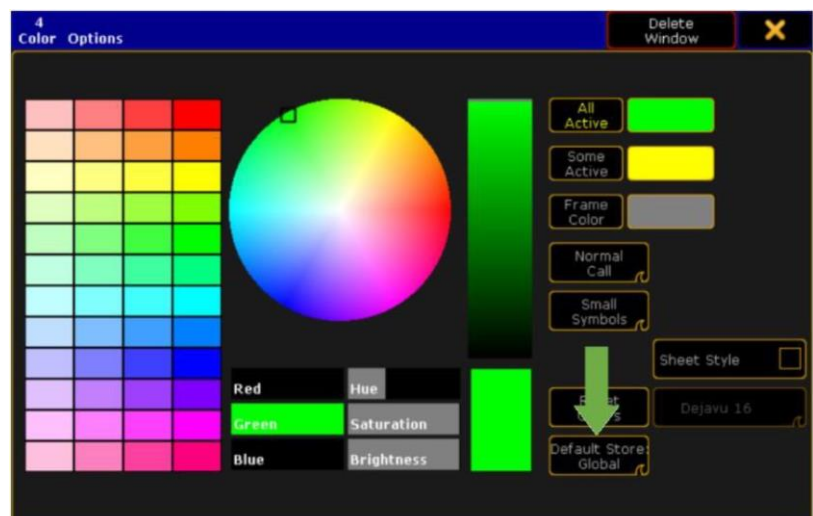 4
Color Options
Delete
Window
All
Active
Some
Active
Frame
Color
Normal
Call
Small
Symbols
Sheet Style
Red
Hue
Green
Saturation
Blue
Brightness
Dejavu 16
Default Store:
Global